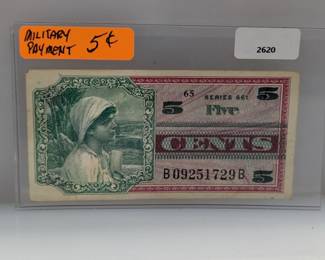 MILITARY
PAYMENT 5¢
2620
65 SERIES 661
5 Five 5
CENTS
B09251729B 5